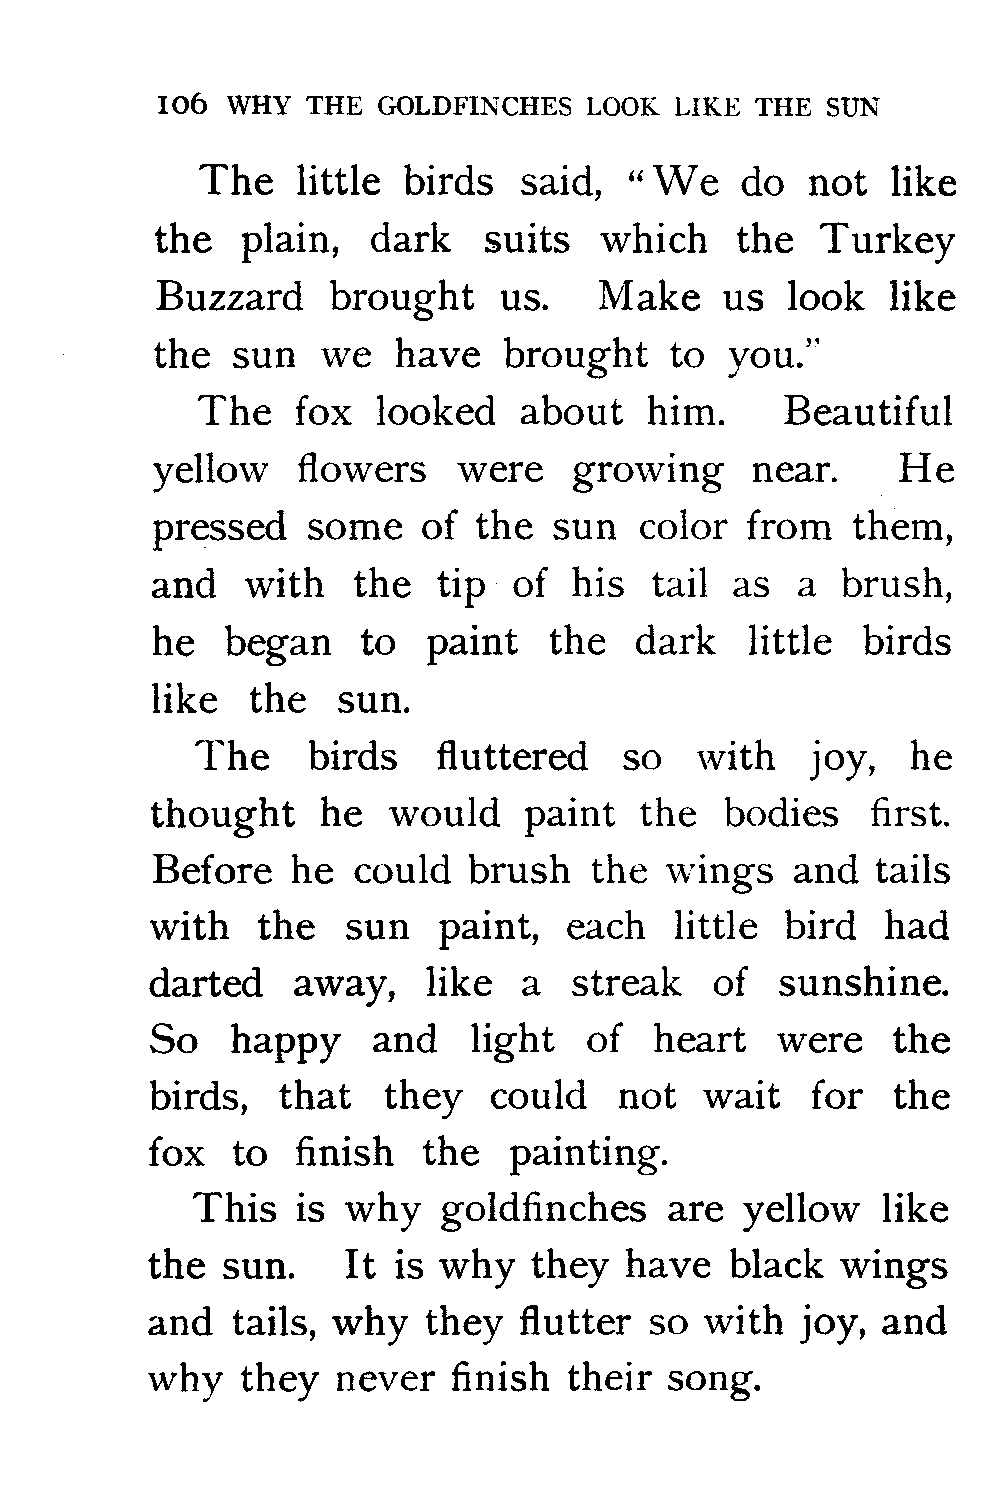 106 WHY THE GOLDFINCHES LOOK LIKE THE SUN
The little birds said, “We do not like
the plain, dark suits which the Turkey
Buzzard brought us. Make us look like
the sun we have brought to you.”
The fox looked about him. Beautiful
yellow flowers were growing near. He
pressed some of the sun color from them,
and with the tip of his tail as a brush,
he began to paint the dark little birds
like the sun.
The birds fluttered so with joy, he
thought he would paint the bodies first.
Before he could brush the wings and tails
with the sun paint, each little bird had
darted away, like a streak of sunshine.
So happy and light of heart were the
birds, that they could not wait for the
fox to finish the painting.
This is why goldfinches are yellow like
the sun. It is why they have black wings
and tails, why they flutter so with joy, and
why they never finish their song.